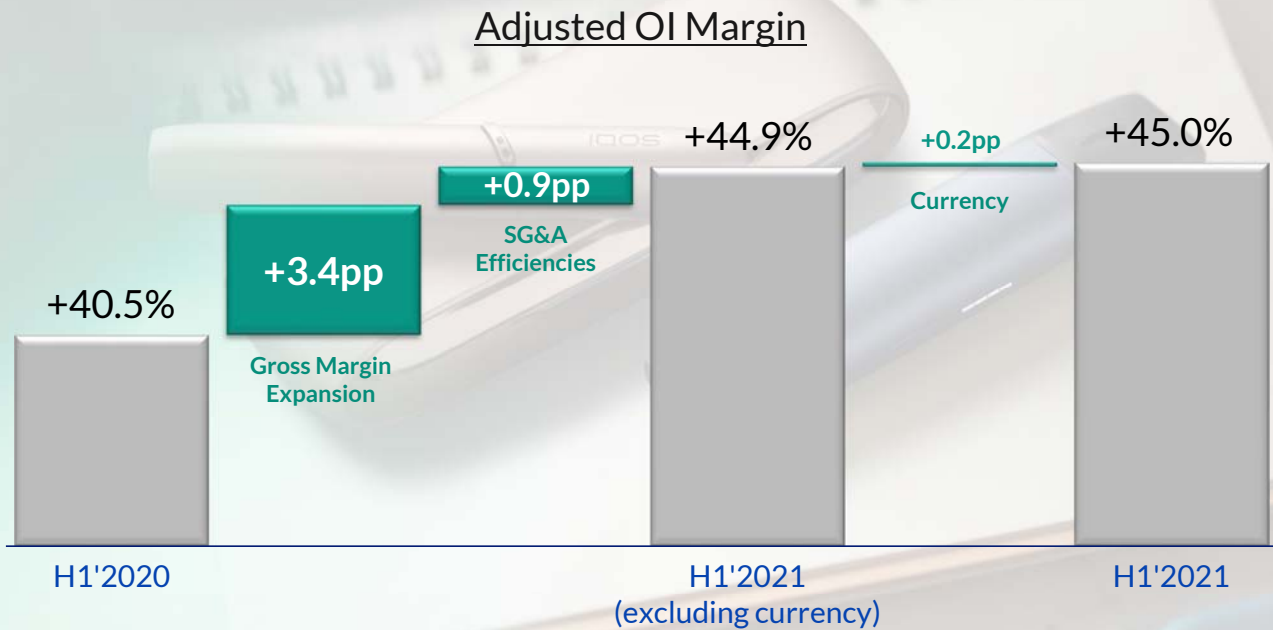 Adjusted OI Margin
IQOS
+40.5%
+3.4pp
Gross Margin
Expansion
+0.9pp
SG&A
Efficiencies
+44.9%
+0.2pp
Currency
+45.0%
H1'2020
H1'2021
(excluding currency)
H1'2021